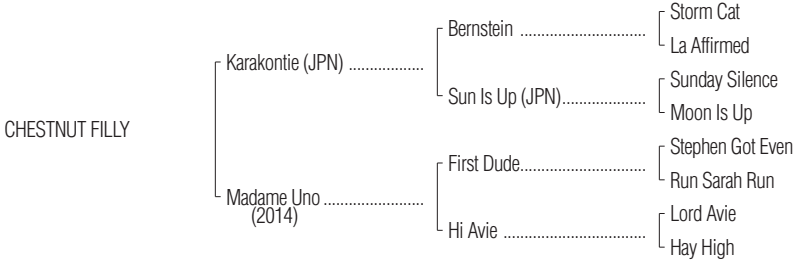 CHESTNUT FILLY
Karakontie (JPN) ..................
Madame Uno ........................
(2014)
Bernstein ..............................
Sun Is Up (JPN)....................
First Dude..............................
Hi Avie ..................................
Storm Cat
La Affirmed
Sunday Silence
Moon Is Up
Stephen Got Even
Run Sarah Run
Lord Avie
Hay High